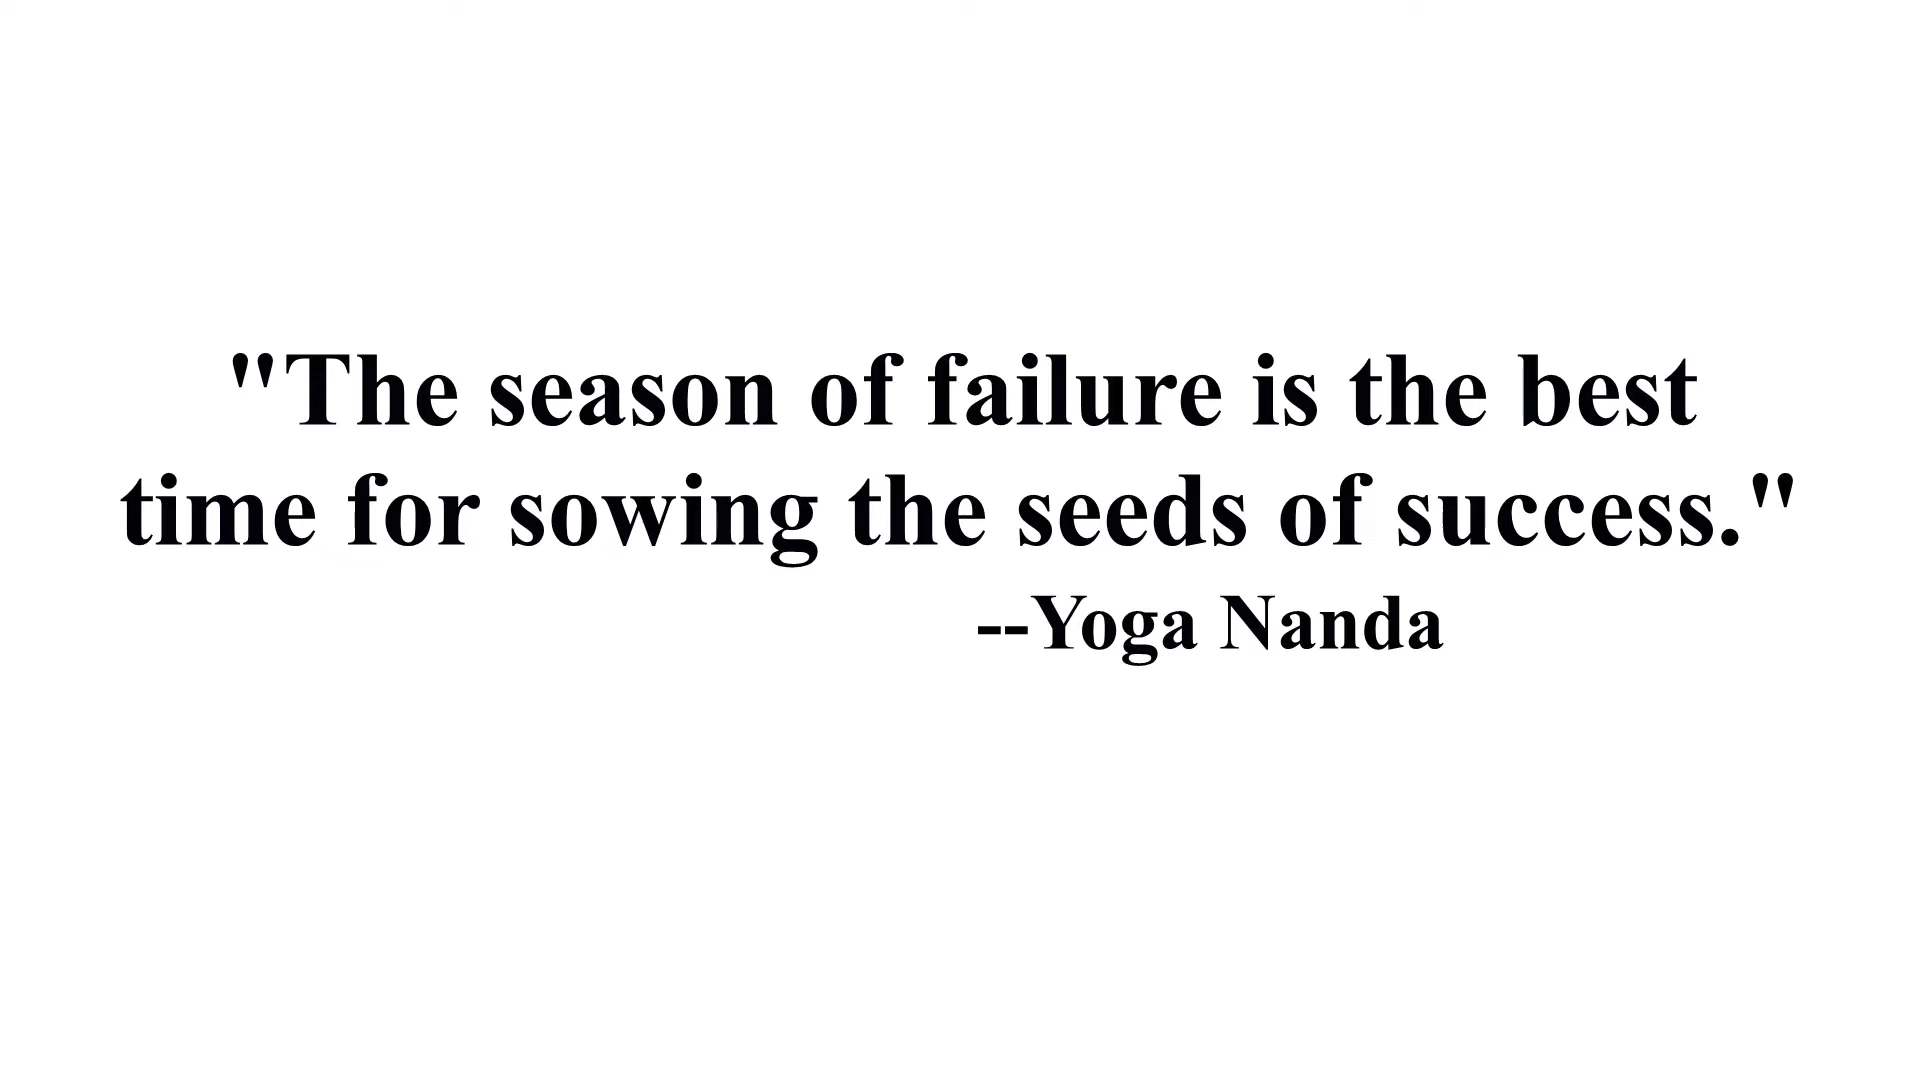 "The season of failure is the best
time for sowing the seeds of success."
--Yoga Nanda